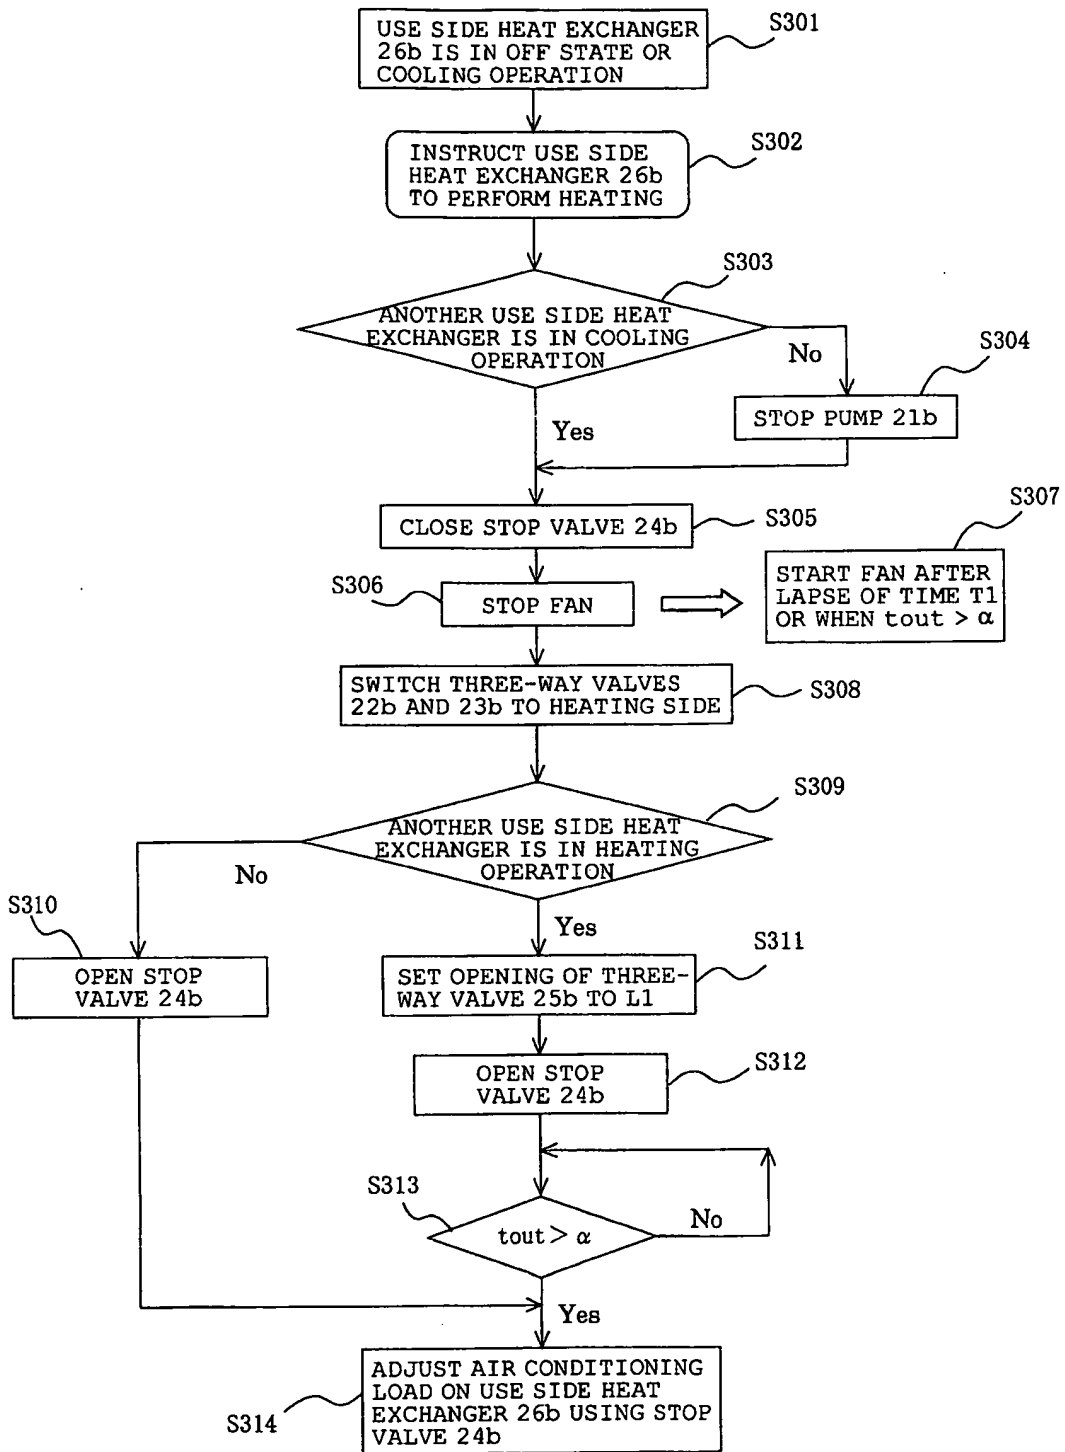 S301
USE SIDE HEAT EXCHANGER
26b IS IN OFF STATE OR
COOLING OPERATION
S302
INSTRUCT USE SIDE
HEAT EXCHANGER 26b
TO PERFORM HEATING
S303
ANOTHER USE SIDE HEAT
EXCHANGER IS IN COOLING
OPERATION
No
S304
STOP PUMP 21b
Yes
CLOSE STOP VALVE 24b
S305
S306
STOP FAN
S307
START FAN AFTER
LAPSE OF TIME T1
OR WHEN tout > α
SWITCH THREE-WAY VALVES
22b AND 23b TO HEATING SIDE
S308
S309
ANOTHER USE SIDE HEAT
EXCHANGER IS IN HEATING
OPERATION
No
S310
OPEN STOP
VALVE 24b
Yes
S311
SET OPENING OF THREE-
WAY VALVE 25b TO L1
S312
OPEN STOP
VALVE 24b
S313
tout > α
No
Yes
ADJUST AIR CONDITIONING
LOAD ON USE SIDE HEAT
EXCHANGER 26b USING STOP
VALVE 24b
S314